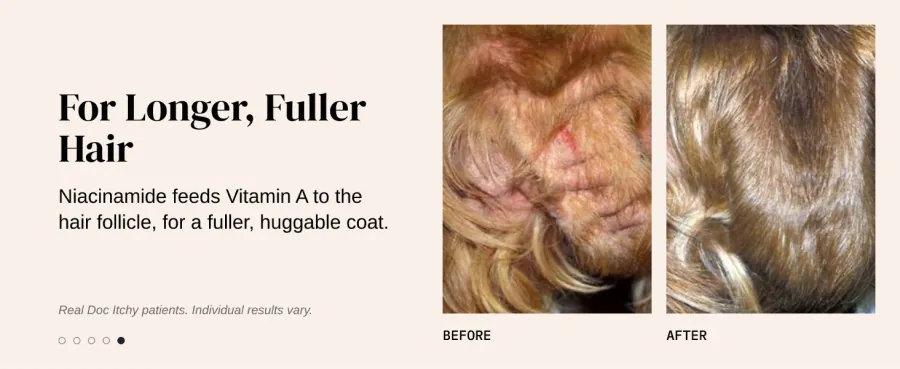 For Longer, Fuller
Hair
Niacinamide feeds Vitamin A to the
hair follicle, for a fuller, huggable coat.
Real Doc Itchy patients. Individual results vary.
BEFORE
AFTER